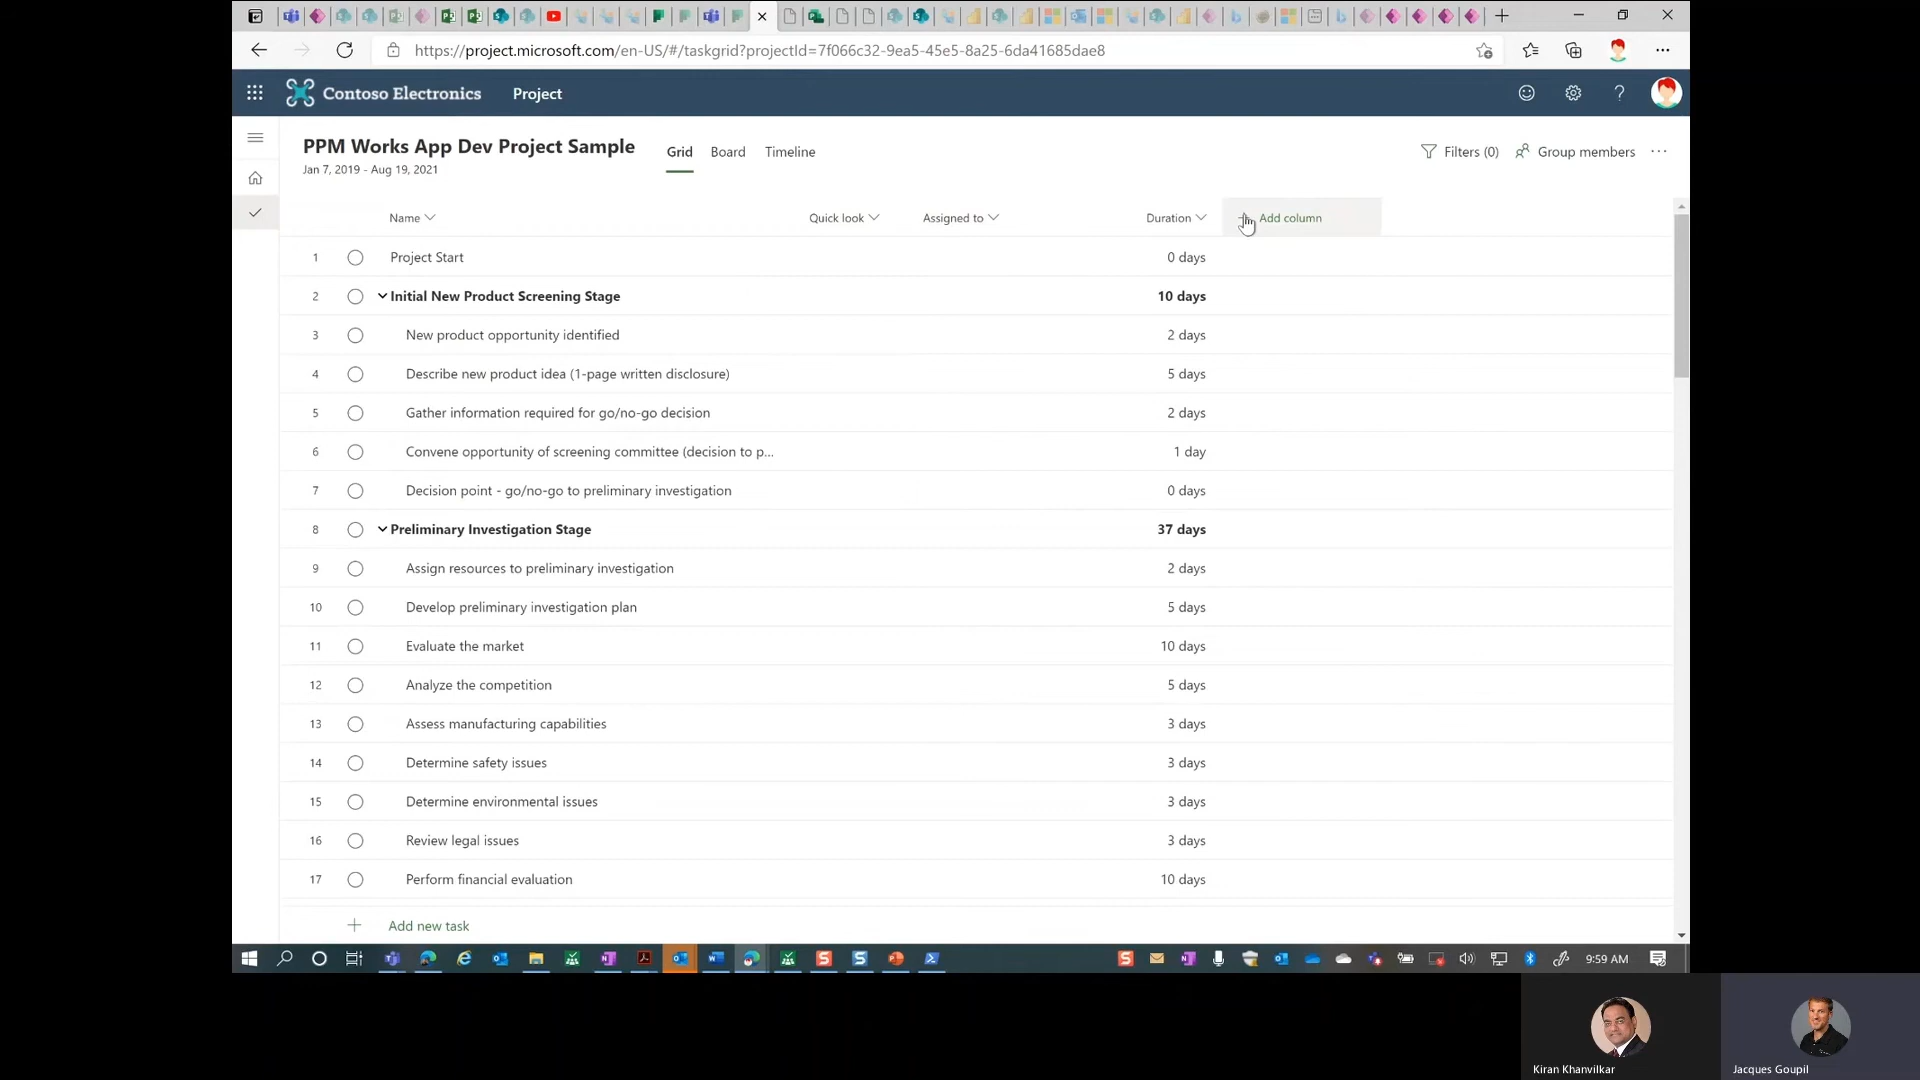 https://project.microsoft.com/en-US/#/taskgrid?projectId=7f066c32-9ea5-45e5-8a25-6da41685dae8
Contoso Electronics
Project
PPM Works App Dev Project Sample
Jan 7, 2019 - Aug 19, 2021
Grid
Board
Timeline
Filters (0)
Group members
Name
Quick look
Assigned to
Duration
Add column
1 Project Start 0 days
2 Initial New Product Screening Stage 10 days
3 New product opportunity identified 2 days
4 Describe new product idea (1-page written disclosure) 5 days
5 Gather information required for go/no-go decision 2 days
6 Convene opportunity of screening committee (decision to p... 1 day
7 Decision point - go/no-go to preliminary investigation 0 days
8 Preliminary Investigation Stage 37 days
9 Assign resources to preliminary investigation 2 days
10 Develop preliminary investigation plan 5 days
11 Evaluate the market 10 days
12 Analyze the competition 5 days
13 Assess manufacturing capabilities 3 days
14 Determine safety issues 3 days
15 Determine environmental issues 3 days
16 Review legal issues 3 days
17 Perform financial evaluation 10 days
Add new task
9:59 AM
Kiran Khanvilkar
Jacques Goupil